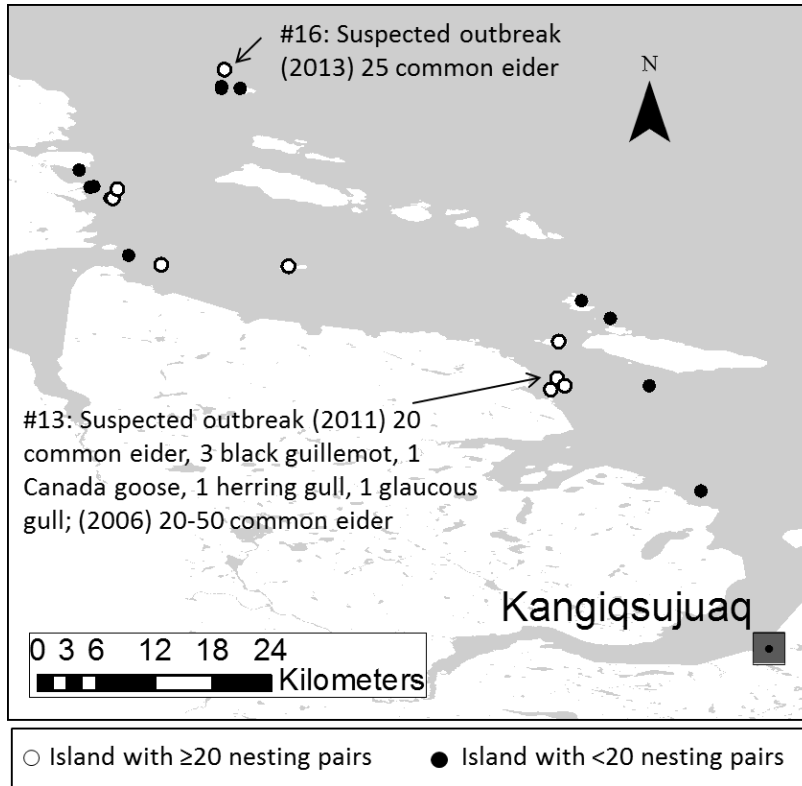 #16: Suspected outbreak
(2013) 25 common eider
N
#13: Suspected outbreak (2011) 20
common eider, 3 black guillemot, 1
Canada goose, 1 herring gull, 1 glaucous
gull; (2006) 20-50 common eider
Kangiqsujuaq
0 3 6 12 18 24
Kilometers
Island with ≥20 nesting pairs
Island with <20 nesting pairs